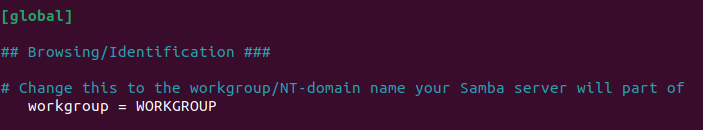 [global]
## Browsing/Identification ###
# Change this to the workgroup/NT-domain name your Samba server will part of
workgroup = WORKGROUP